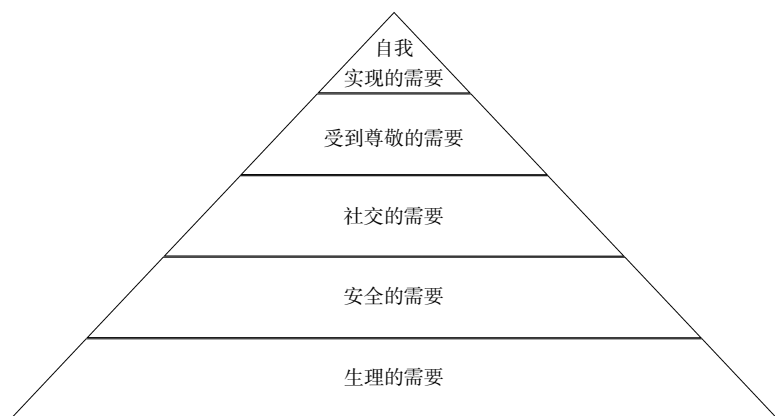 自我
实现的需要
受到尊敬的需要
社交的需要
安全的需要
生理的需要